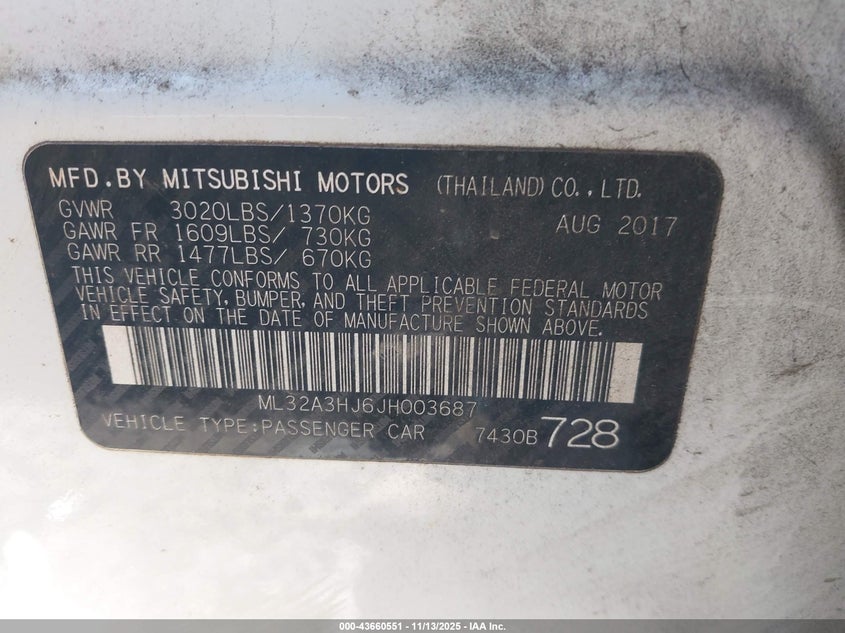 MFD.BY MITSUBISHI MOTORS (THAILAND) CO.,LTD.
GVWR 3020LBS/1370KG AUG 2017
GAWR FR 1609LBS/ 730KG
GAWR RR 1477LBS/ 670KG
THIS VEHICLE CONFORMS TO ALL APPLICABLE FEDERAL MOTOR
VEHICLE SAFETY, BUMPER, AND THEFT PREVENTION STANDARDS
IN EFFECT ON THE DATE OF MANUFACTURE SHOWN ABOVE.
ML32A3HJ6JH003687
VEHICLE TYPE:PASSENGER CAR 7430B 728
000-43660551 | 11/13/2025 | IAA Inc.